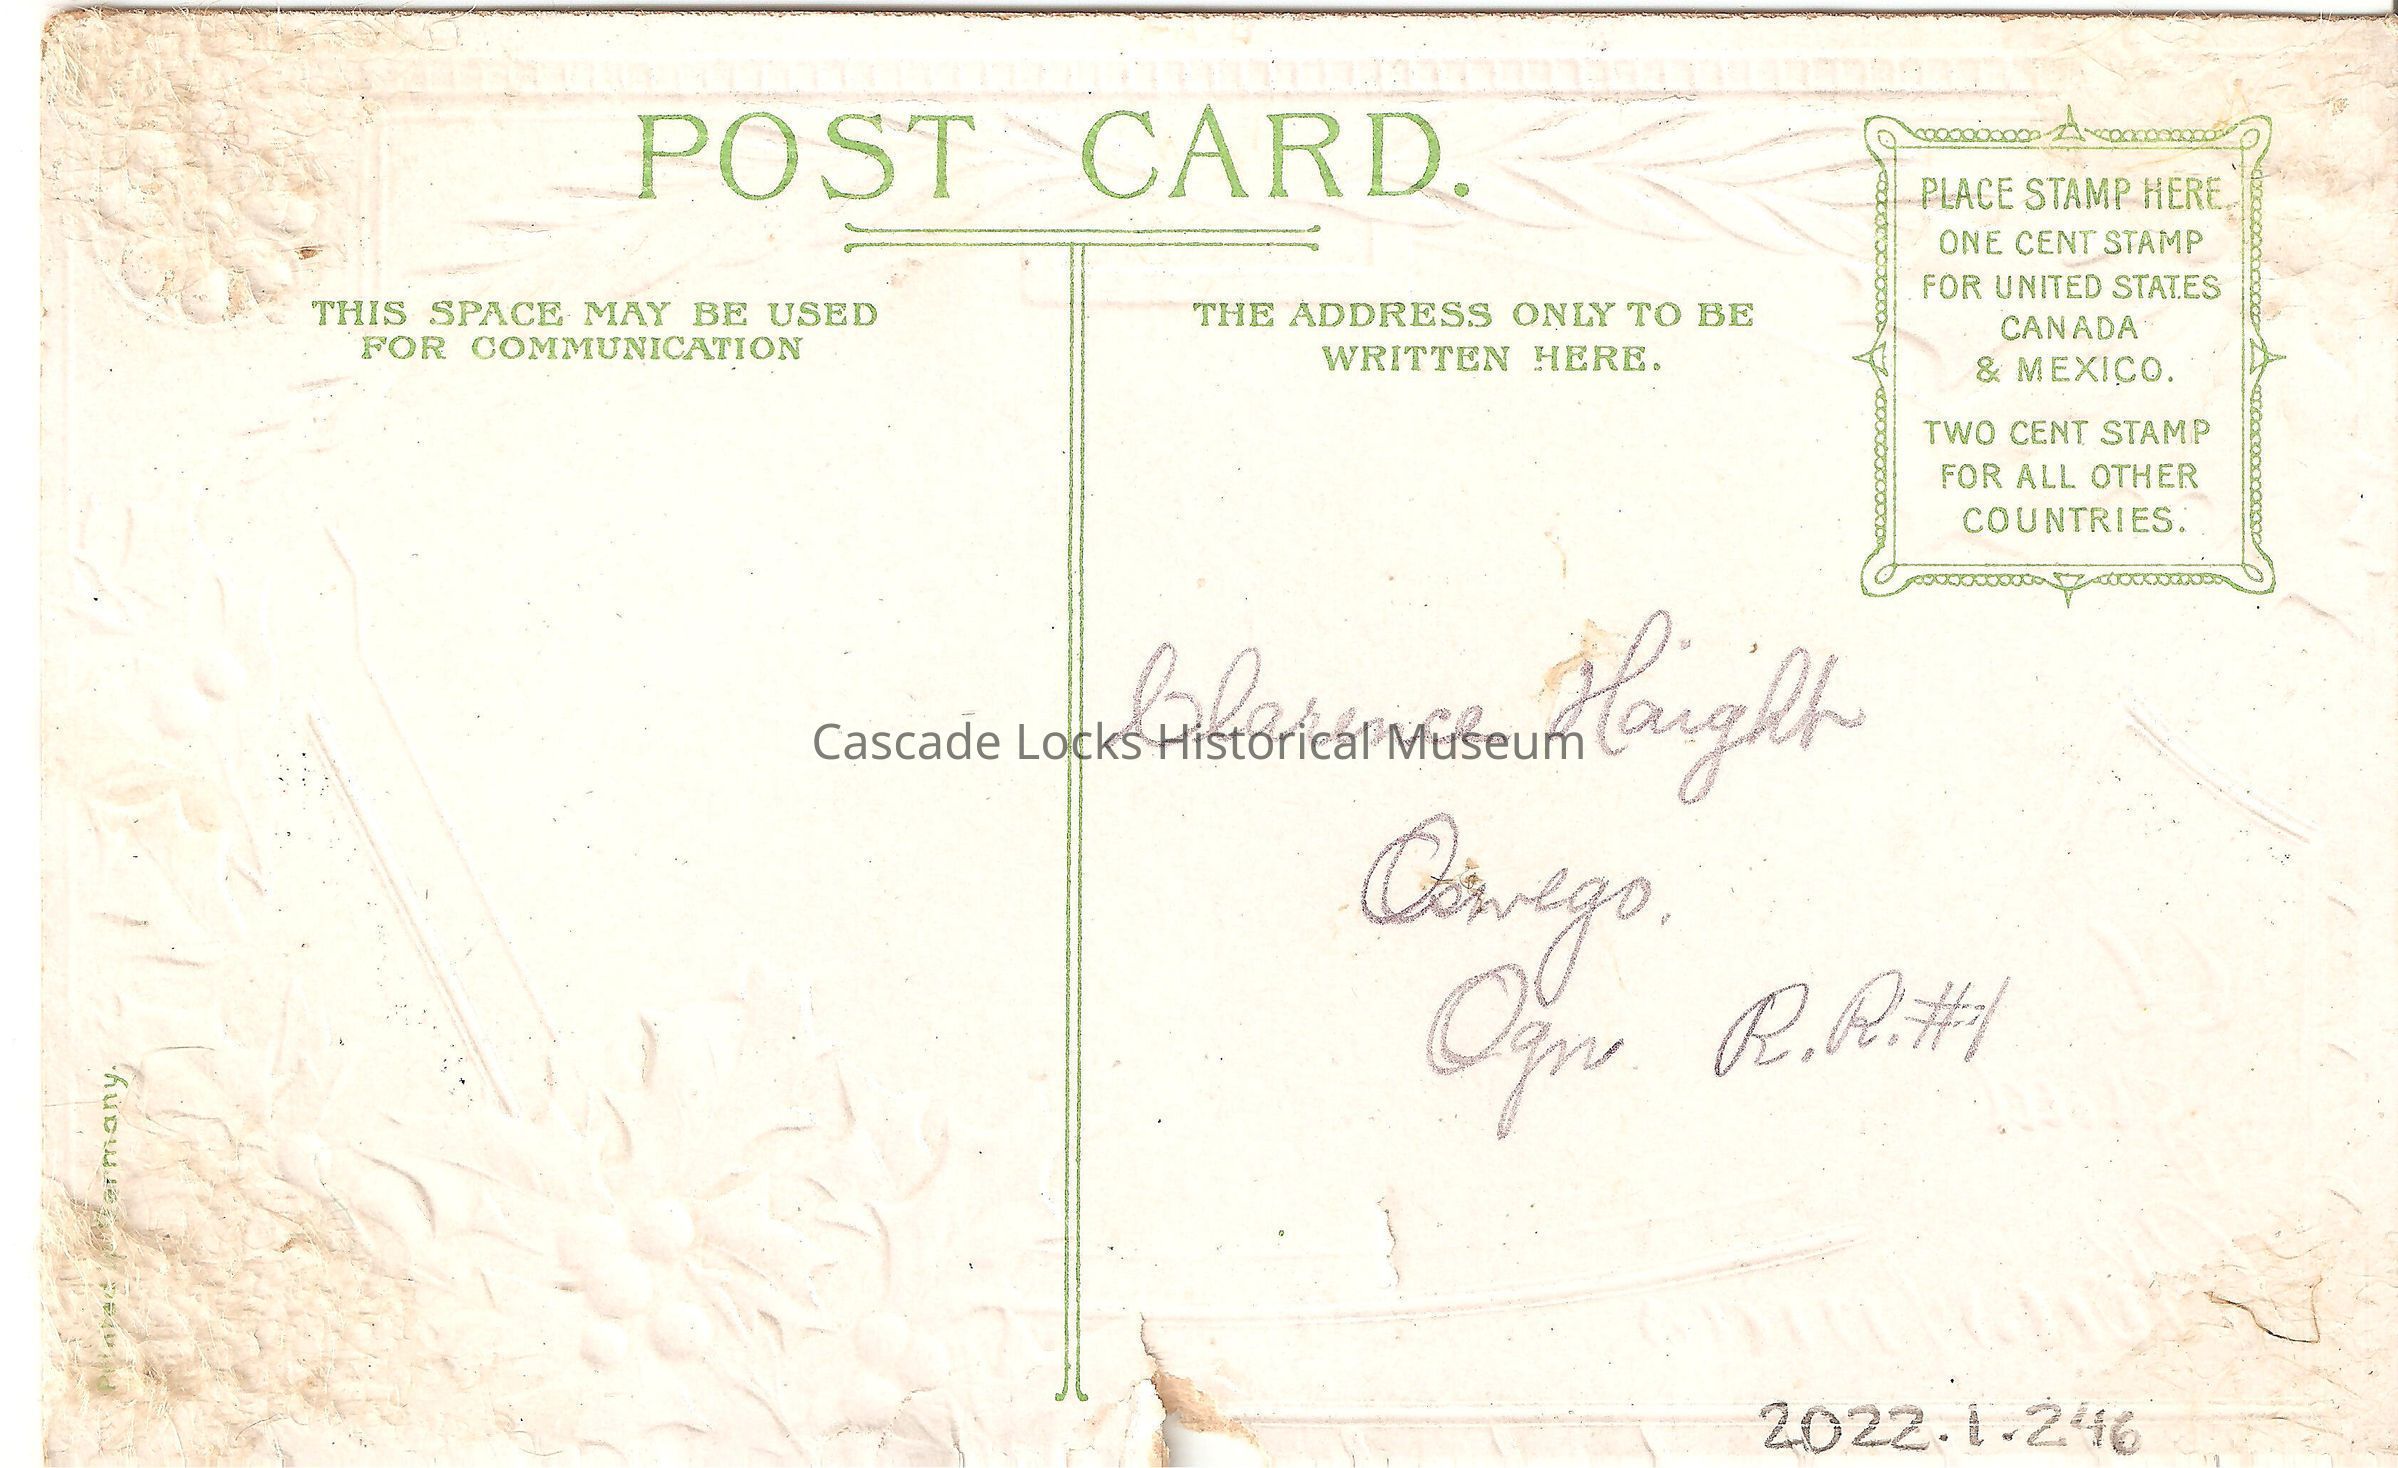 POST CARD.
THIS SPACE MAY BE USED
FOR COMMUNICATION
THE ADDRESS ONLY TO BE
WRITTEN HERE.
PLACE STAMP HERE
ONE CENT STAMP
FOR UNITED STATES
CANADA
& MEXICO.
TWO CENT STAMP
FOR ALL OTHER
COUNTRIES.
Clarence Haight
Cascade Locks Historical Museum
Oswego.
Ogn. R.R.#1
Germany.
2022.1.246